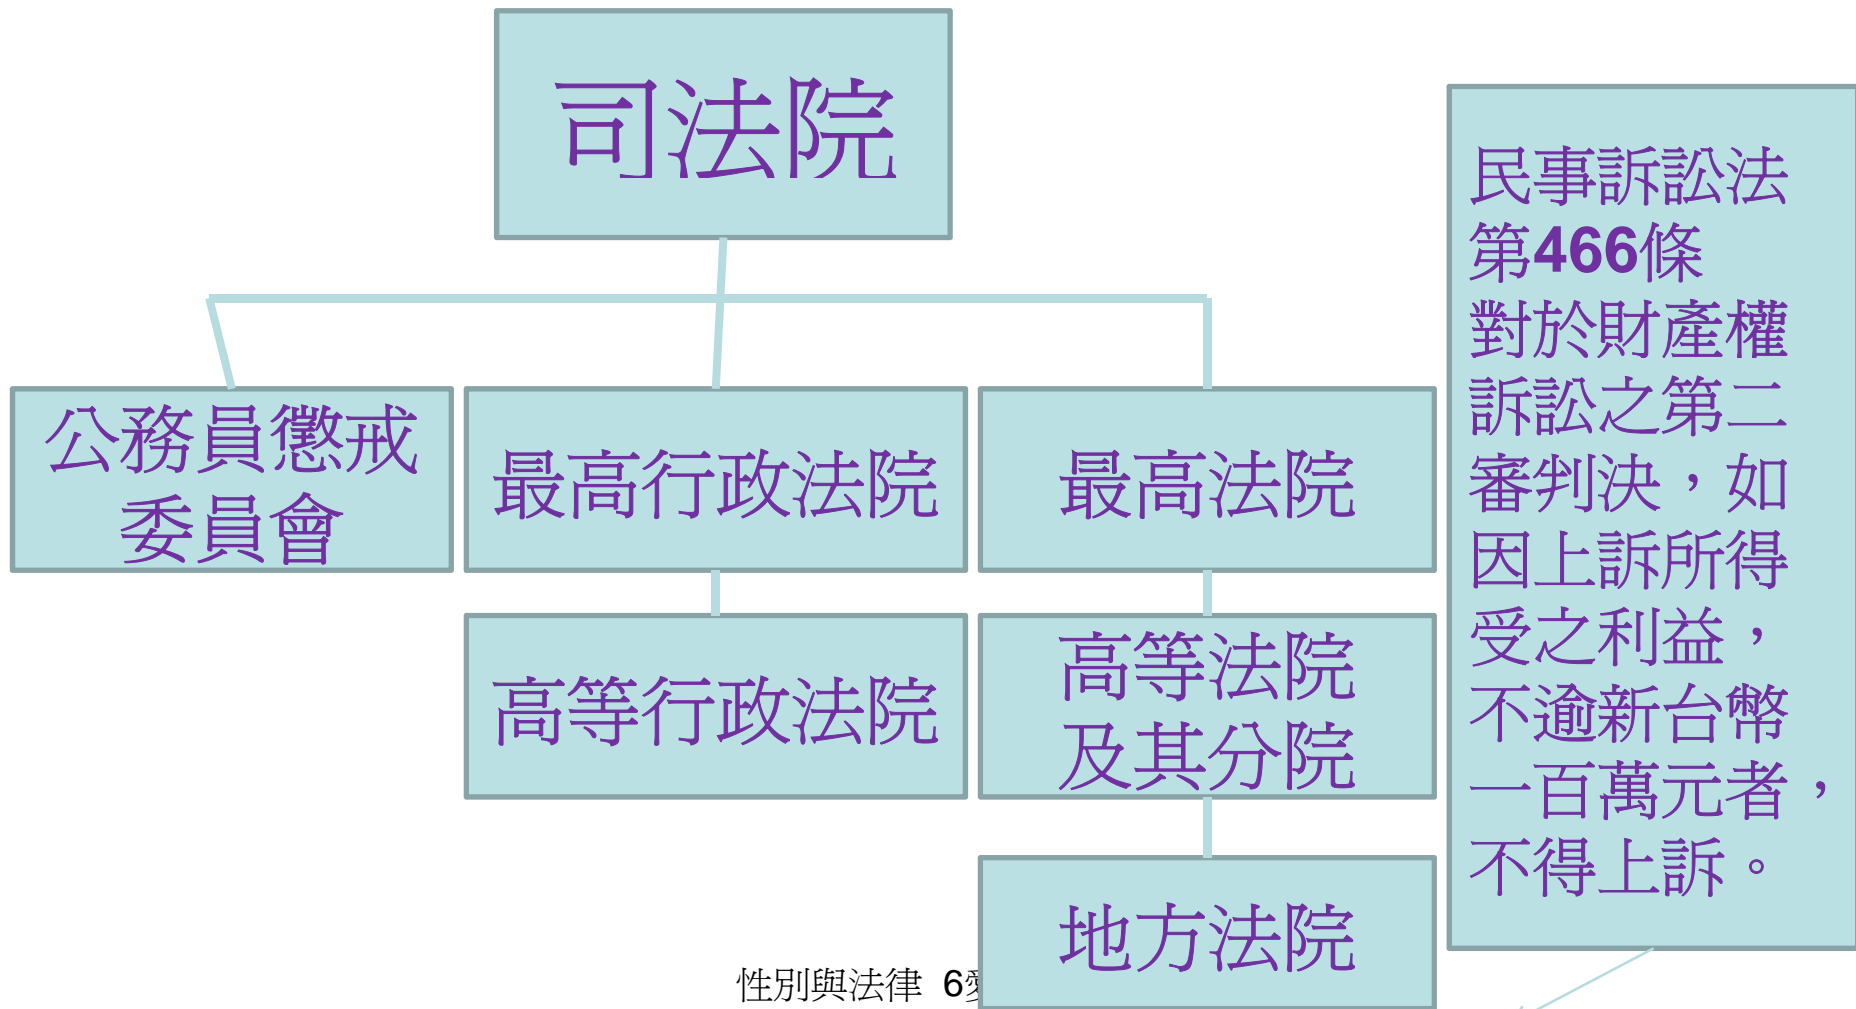 司法院
公務員懲戒
委員會
最高行政法院
最高法院
高等行政法院
高等法院
及其分院
地方法院
民事訴訟法
第466條
對於財產權
訴訟之第二
審判決，如
因上訴所得
受之利益，
不逾新台幣
一百萬元者，
不得上訴。
性別與法律 6